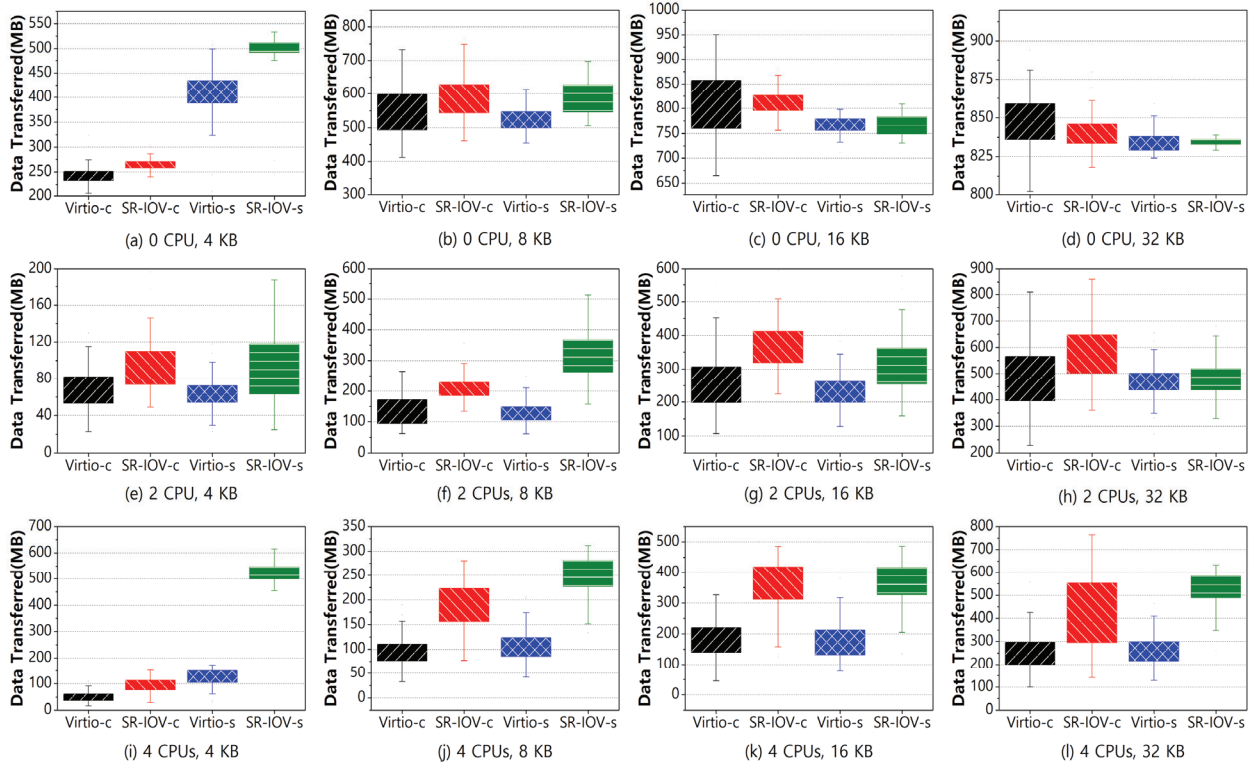 Data Transferred(MB)
550
500
450
400
350
300
250
200
Virtio-c SR-IOV-c Virtio-s SR-IOV-s
(a) 0 CPU, 4 KB
Data Transferred(MB)
800
700
600
500
400
300
Virtio-c SR-IOV-c Virtio-s SR-IOV-s
(b) 0 CPU, 8 KB
Data Transferred(MB)
1000
950
900
850
800
750
700
650
Virtio-c SR-IOV-c Virtio-s SR-IOV-s
(c) 0 CPU, 16 KB
Data Transferred(MB)
900
875
850
825
800
Virtio-c SR-IOV-c Virtio-s SR-IOV-s
(d) 0 CPU, 32 KB
Data Transferred(MB)
200
160
120
80
40
0
Virtio-c SR-IOV-c Virtio-s SR-IOV-s
(e) 2 CPU, 4 KB
Data Transferred(MB)
600
500
400
300
200
100
0
Virtio-c SR-IOV-c Virtio-s SR-IOV-s
(f) 2 CPUs, 8 KB
Data Transferred(MB)
600
500
400
300
200
100
Virtio-c SR-IOV-c Virtio-s SR-IOV-s
(g) 2 CPUs, 16 KB
Data Transferred(MB)
900
800
700
600
500
400
300
200
Virtio-c SR-IOV-c Virtio-s SR-IOV-s
(h) 2 CPUs, 32 KB
Data Transferred(MB)
700
600
500
400
300
200
100
0
Virtio-c SR-IOV-c Virtio-s SR-IOV-s
(i) 4 CPUs, 4 KB
Data Transferred(MB)
350
300
250
200
150
100
50
0
Virtio-c SR-IOV-c Virtio-s SR-IOV-s
(j) 4 CPUs, 8 KB
Data Transferred(MB)
500
400
300
200
100
0
Virtio-c SR-IOV-c Virtio-s SR-IOV-s
(k) 4 CPUs, 16 KB
Data Transferred(MB)
800
700
600
500
400
300
200
100
0
Virtio-c SR-IOV-c Virtio-s SR-IOV-s
(l) 4 CPUs, 32 KB